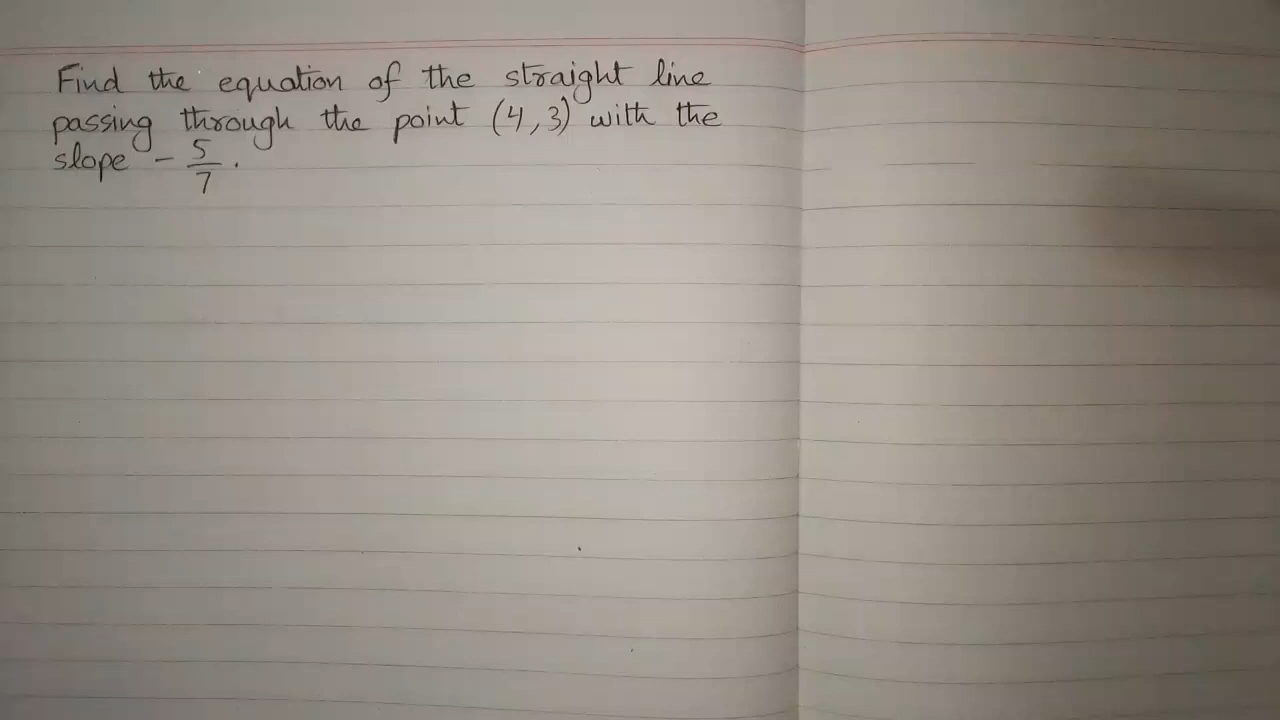 Find the equation of the straight line
passing through the point (4,3) with the
slope - 5/7.